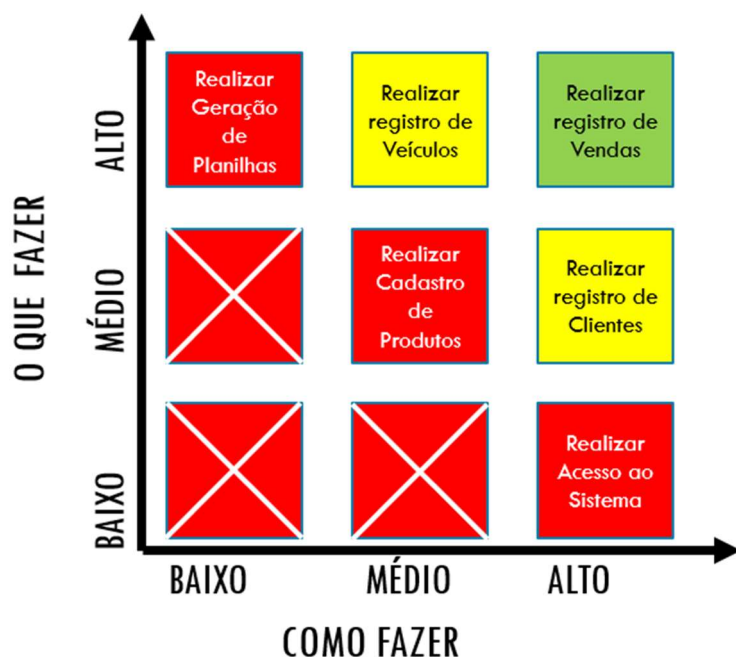 O QUE FAZER
ALTO
Realizar
Geração
de
Planilhas
Realizar
registro de
Veículos
Realizar
registro de
Vendas
MÉDIO
Realizar
Cadastro
de
Produtos
Realizar
registro de
Clientes
BAIXO
Realizar
Acesso ao
Sistema
BAIXO
MÉDIO
ALTO
COMO FAZER